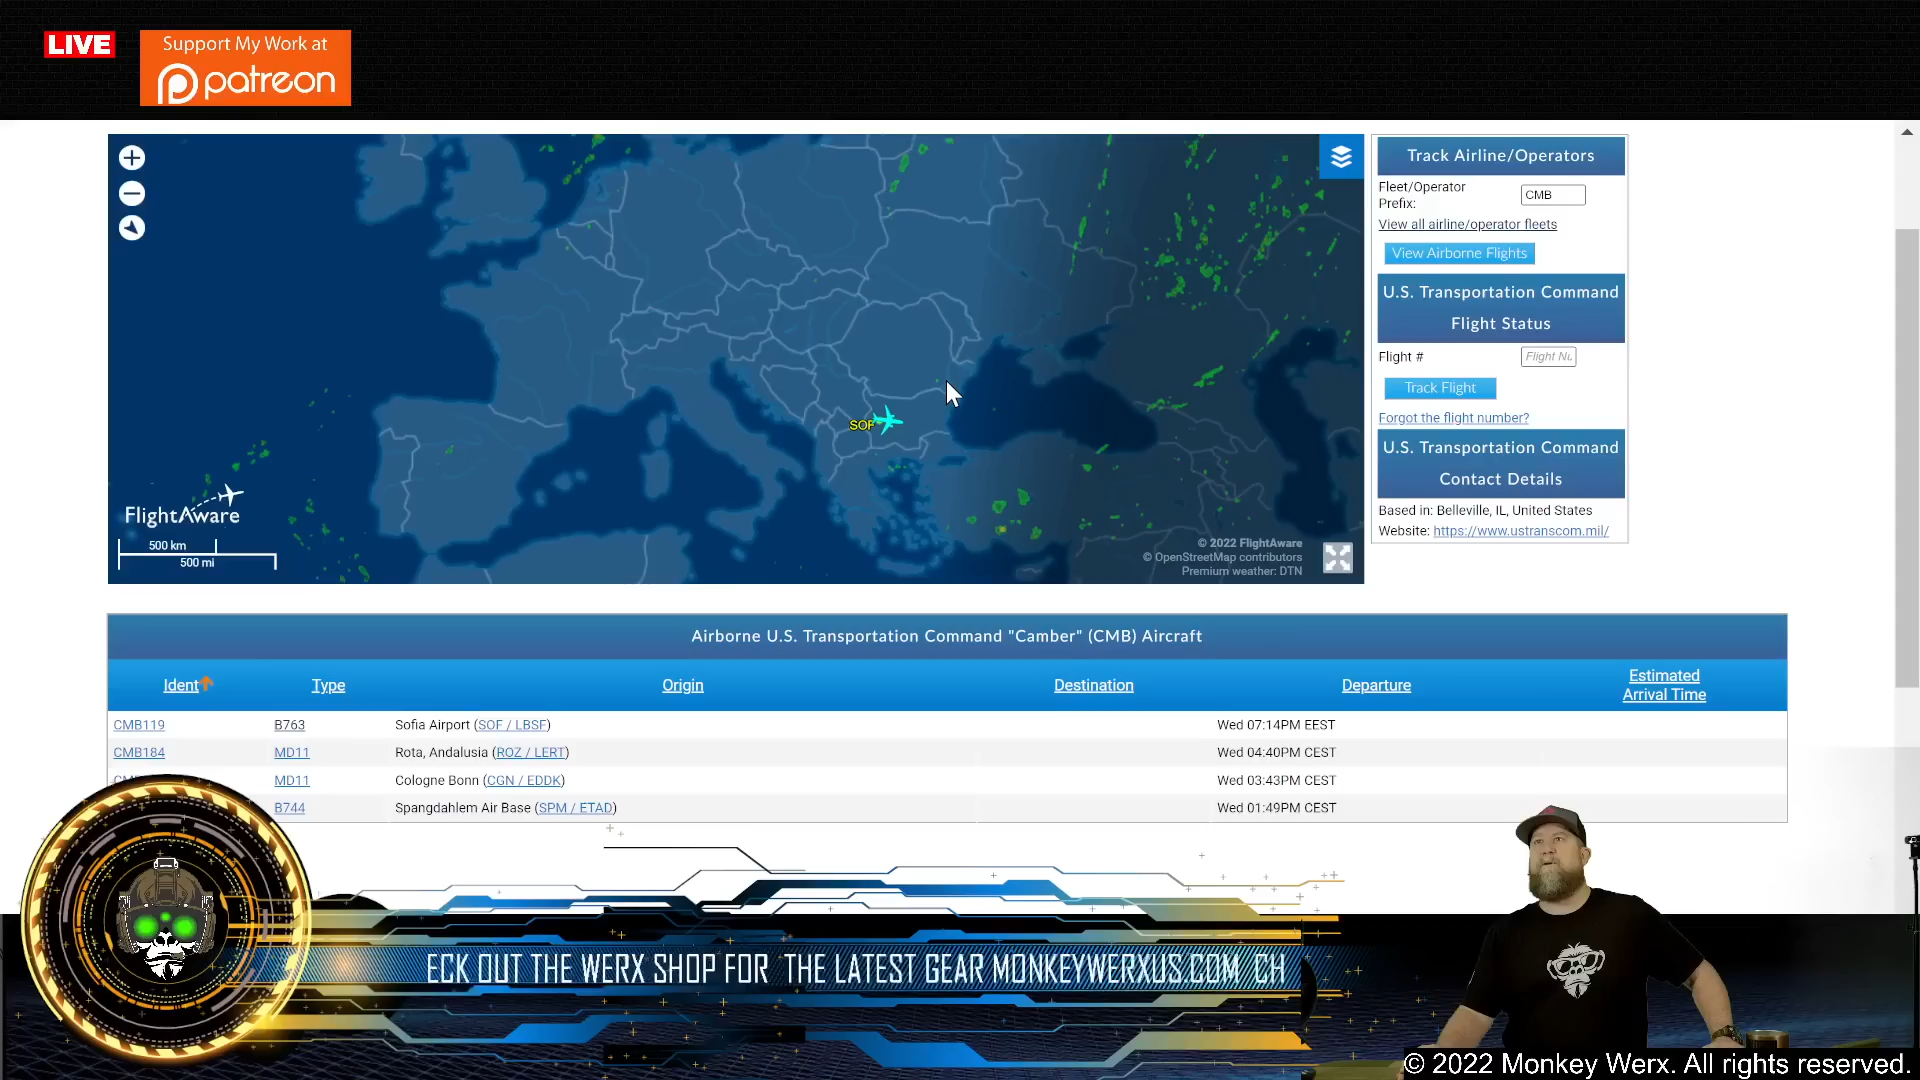 LIVE
Support My Work at
patreon
Track Airline/Operators
Fleet/Operator
Prefix:
CMB
View all airline/operator fleets
View Airborne Flights
U.S. Transportation Command
Flight Status
Flight #
Flight Nu
Track Flight
Forgot the flight number?
U.S. Transportation Command
Contact Details
Based in: Belleville, IL, United States
Website: https://www.ustranscom.mil/
SOF
FlightAware
500 km
500 mi
© 2022 FlightAware
© OpenStreetMap contributors
Premium weather: DTN
Airborne U.S. Transportation Command "Camber" (CMB) Aircraft
Ident Type Origin Destination Departure Estimated
Arrival Time
CMB119 B763 Sofia Airport (SOF / LBSF) Wed 07:14PM EEST
CMB184 MD11 Rota, Andalusia (ROZ / LERT) Wed 04:40PM CEST
MD11 Cologne Bonn (CGN / EDDK) Wed 03:43PM CEST
B744 Spangdahlem Air Base (SPM / ETAD) Wed 01:49PM CEST
ECK OUT THE WERX SHOP FOR THE LATEST GEAR MONKEYWERXUS.COM CH
© 2022 Monkey Werx. All rights reserved.